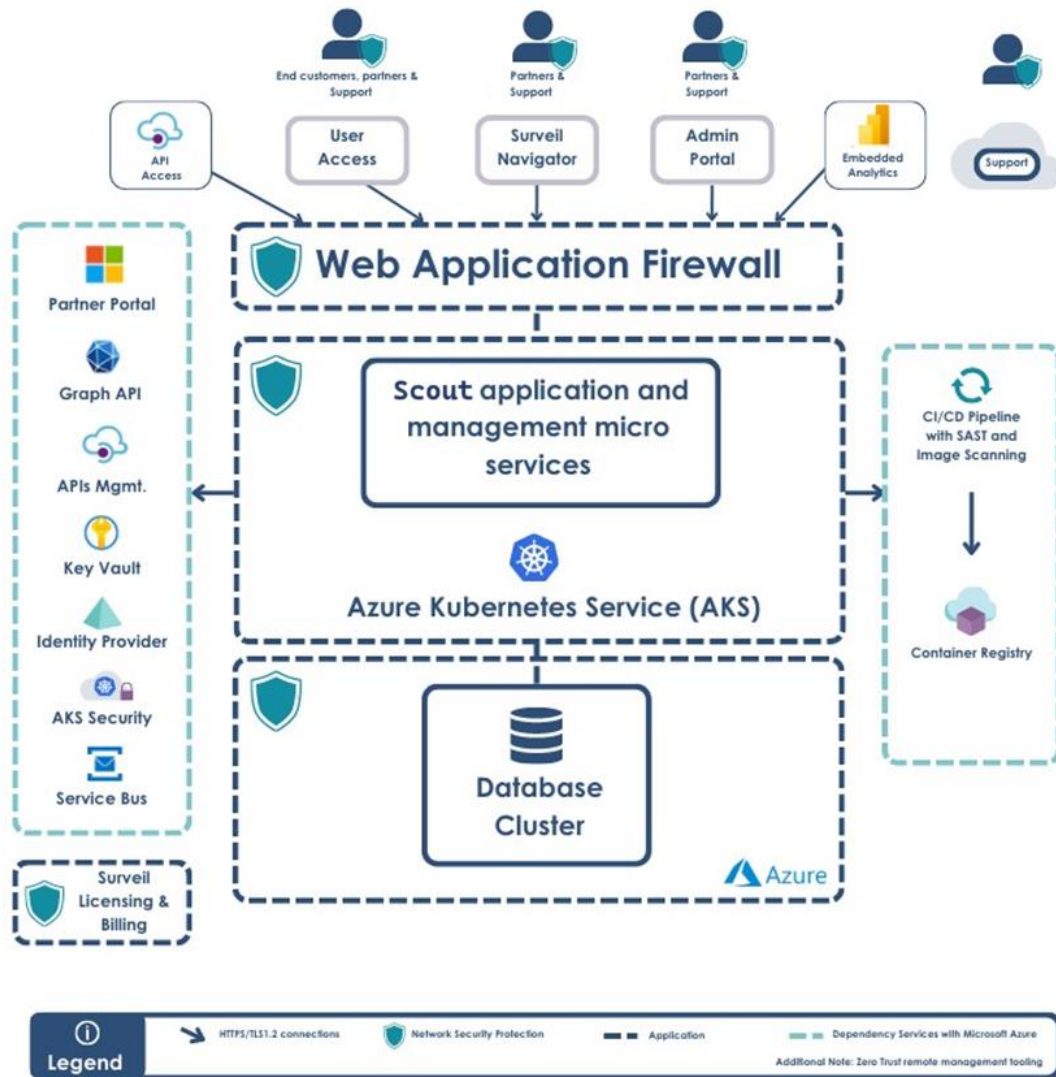 End customers, partners &
Support
Partners &
Support
Partners &
Support
API
Access
User
Access
Surveil
Navigator
Admin
Portal
Embedded
Analytics
Support
Web Application Firewall
Partner Portal
Graph API
APIs Mgmt.
Key Vault
Identity Provider
AKS Security
Service Bus
Scout application and
management micro
services
Azure Kubernetes Service (AKS)
CI/CD Pipeline
with SAST and
Image Scanning
Container Registry
Database
Cluster
Azure
Surveil
Licensing &
Billing
Legend
HTTPS/TLS1.2 connections
Network Security Protection
Application
Dependency Services with Microsoft Azure
Additional Note: Zero Trust remote management tooling